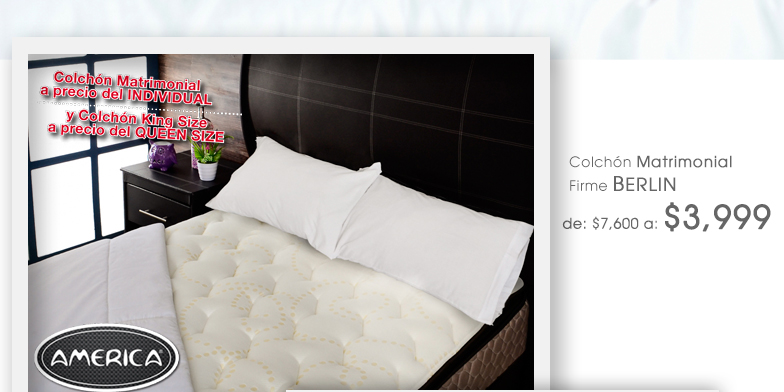 Colchón Matrimonial
a precio del INDIVIDUAL
y Colchón King Size
a precio del QUEEN SIZE
Colchón Matrimonial
Firme BERLIN
de: $7,600 a: $3,999
AMERICA®